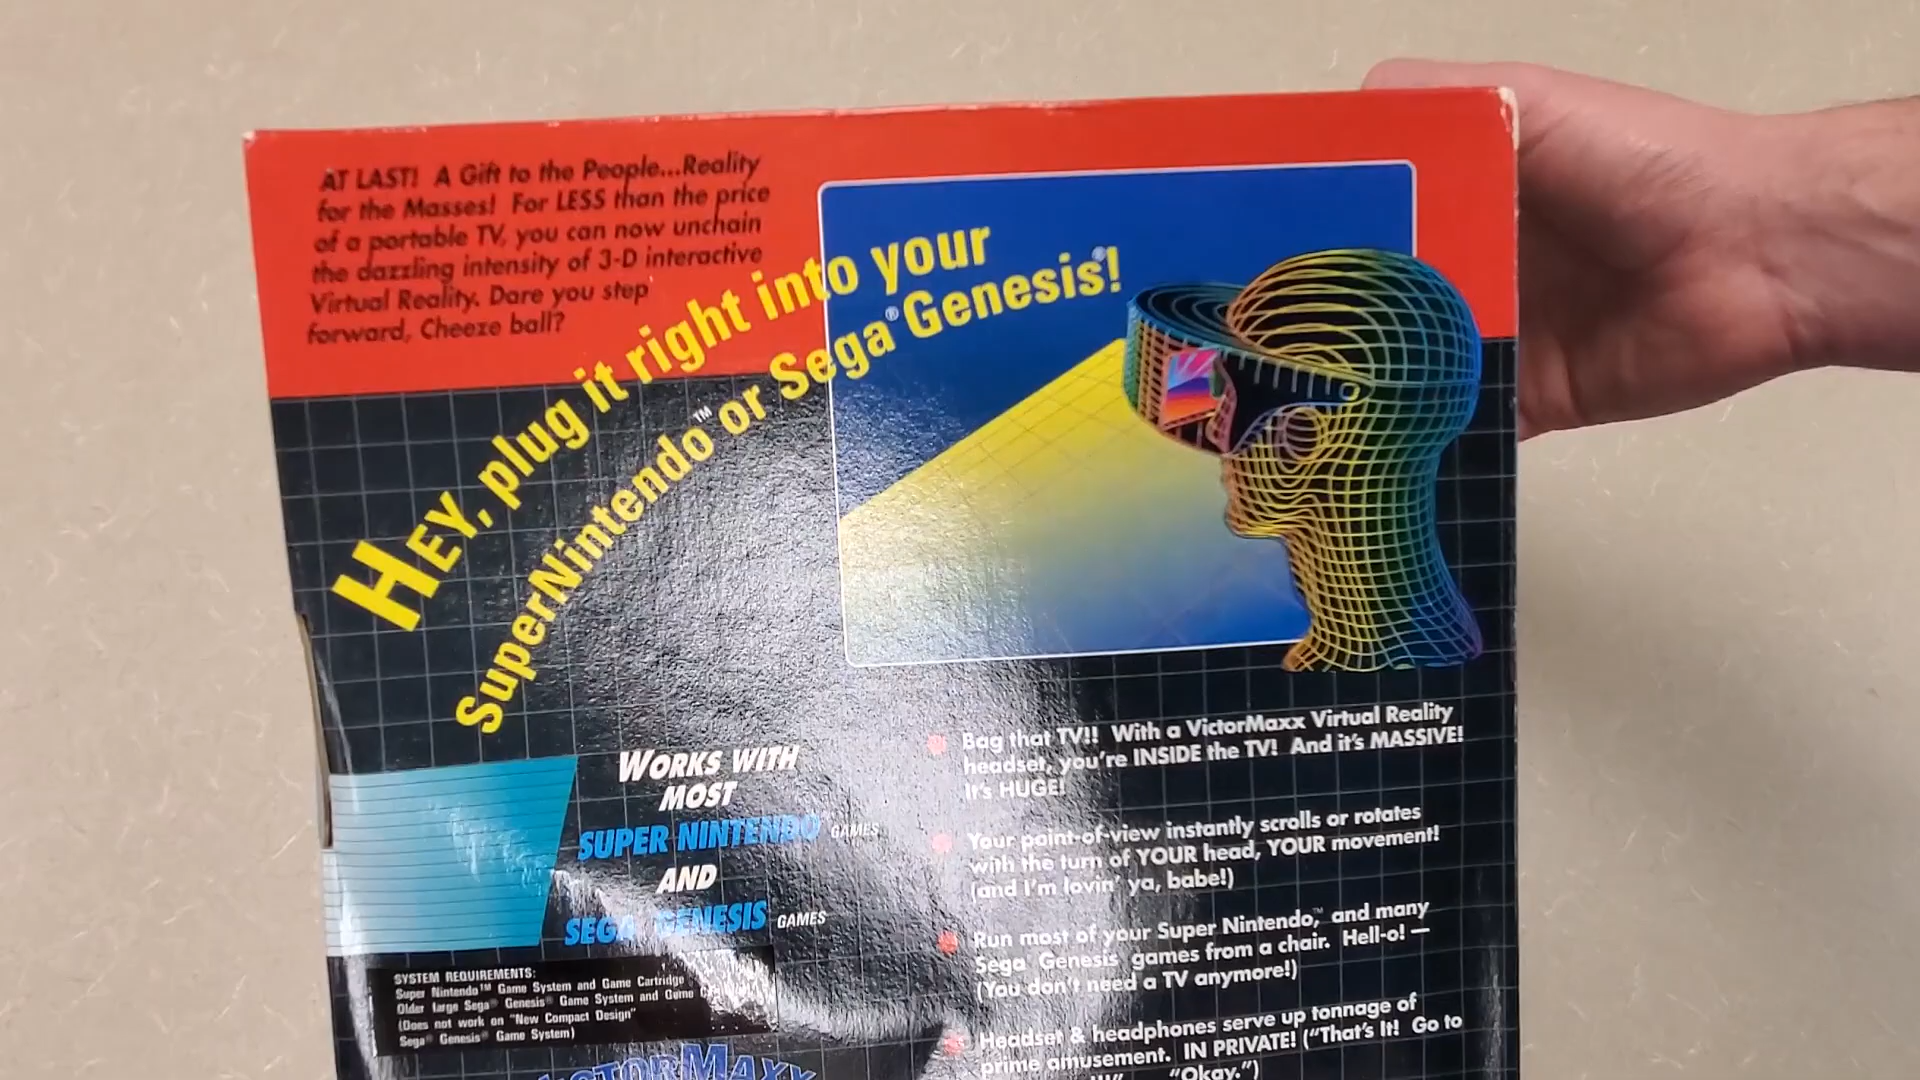 AT LAST! A Gift to the People...Reality
for the Masses! For LESS than the price
of a portable TV, you can now unchain
the dazzling intensity of 3-D interactive
Virtual Reality. Dare you step
forward, Cheeze ball?
HEY, plug it right into your
SuperNintendo™ or Sega® Genesis®!
WORKS WITH
MOST
SUPER NINTENDO GAMES
AND
SEGA GENESIS GAMES
SYSTEM REQUIREMENTS:
Super Nintendo™ Game System and Game Cartridge
Older large Sega® Genesis® Game System and Game
(Does not work on "New Compact Design"
Sega® Genesis® Game System)
VICTORMAXX
Bag that TV!! With a VictorMaxx Virtual Reality
headset, you're INSIDE the TV! And it's MASSIVE!
It's HUGE!
Your point-of-view instantly scrolls or rotates
with the turn of YOUR head, YOUR movement!
(and I'm lovin' ya, babe!)
Run most of your Super Nintendo,™ and many
Sega Genesis games from a chair. Hell-o! —
(You don't need a TV anymore!)
Headset & headphones serve up tonnage of
prime amusement. IN PRIVATE! ("That's It! Go to
"Okay.")